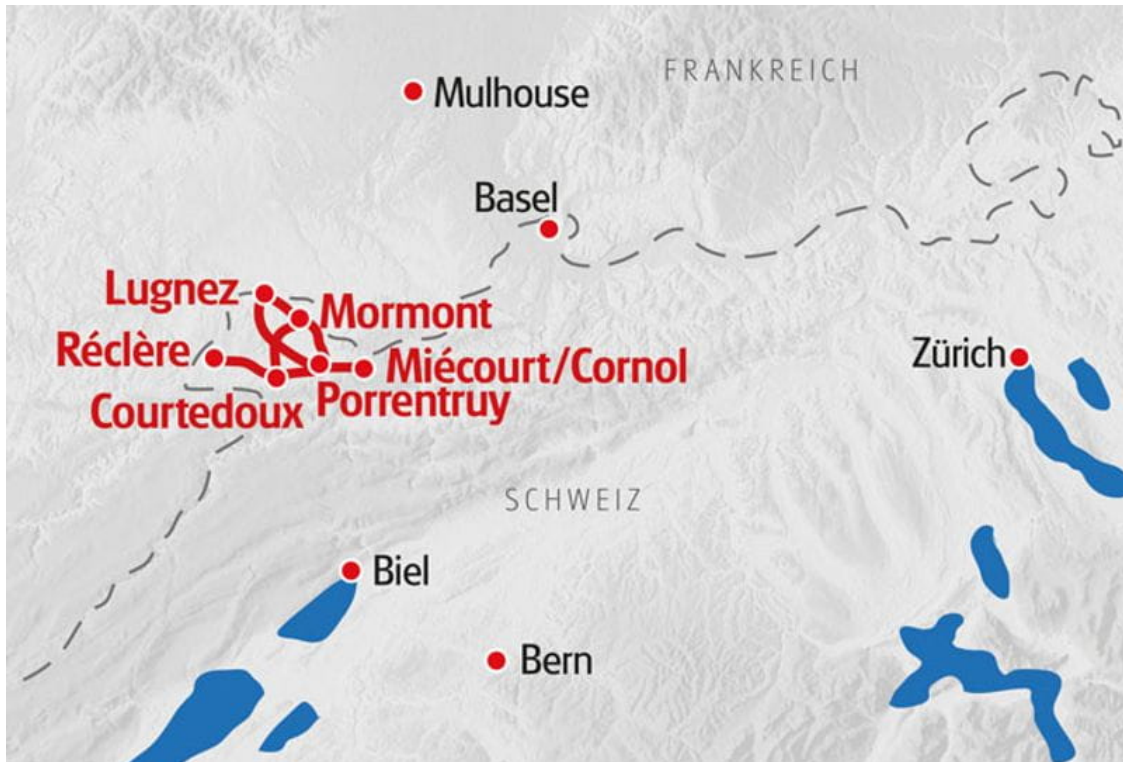 FRANKREICH
Mulhouse
Basel
Lugnez
Mormont
Réclère
Miécourt/Cornol
Zürich
Courtedoux
Porrentruy
SCHWEIZ
Biel
Bern